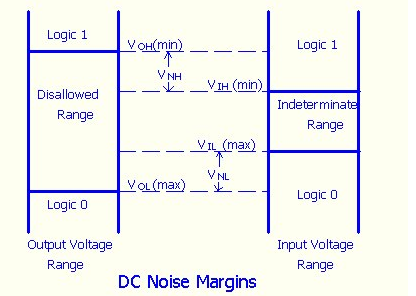 Logic 1
Disallowed
Range
Logic 0
Output Voltage
Range
VOH(min)
VNH
VIH (min)
VIL (max)
VNL
VOL(max)
Logic 1
Indeterminate
Range
Logic 0
Input Voltage
Range
DC Noise Margins